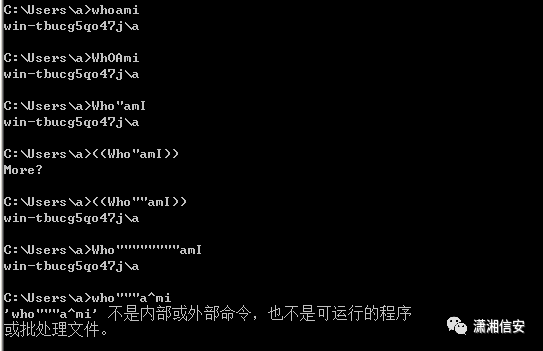 C:\Users\a>whoami
win-tbucg5qo47j\a
C:\Users\a>WhOAmi
win-tbucg5qo47j\a
C:\Users\a>Who"amI
win-tbucg5qo47j\a
C:\Users\a>((Who"amI))
More?
C:\Users\a>((Who""amI))
win-tbucg5qo47j\a
C:\Users\a>Who""""""""amI
win-tbucg5qo47j\a
C:\Users\a>who"""a^mi
'who"""a^mi' 不是内部或外部命令，也不是可运行的程序
或批处理文件。
潇湘信安